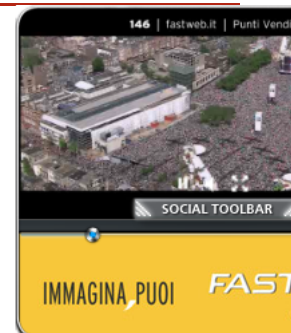 146 | fastweb.it | Punti Vendi
SOCIAL TOOLBAR
IMMAGINA, PUOI
FAST